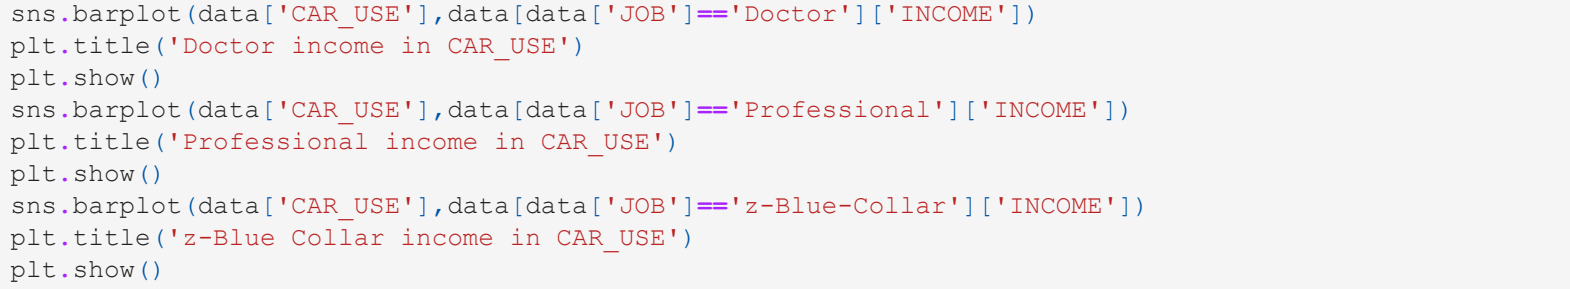 sns.barplot(data['CAR_USE'],data[data['JOB']=='Doctor']['INCOME'])
plt.title('Doctor income in CAR_USE')
plt.show()
sns.barplot(data['CAR_USE'],data[data['JOB']=='Professional']['INCOME'])
plt.title('Professional income in CAR_USE')
plt.show()
sns.barplot(data['CAR_USE'],data[data['JOB']=='z-Blue-Collar']['INCOME'])
plt.title('z-Blue Collar income in CAR_USE')
plt.show()